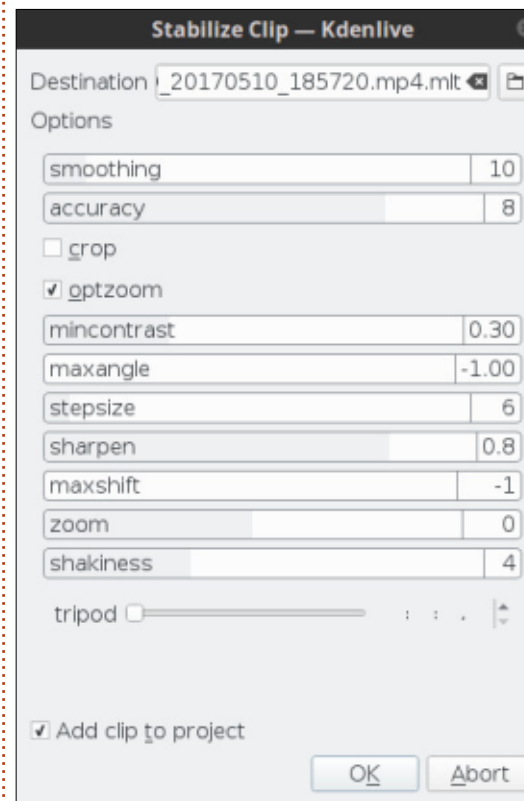 Stabilize Clip — Kdenlive
Destination _20170510_185720.mp4.mlt
Options
smoothing 10
accuracy 8
crop
optzoom
mincontrast 0.30
maxangle -1.00
stepsize 6
sharpen 0.8
maxshift -1
zoom 0
shakiness 4
tripod : : ,
Add clip to project
OK Abort